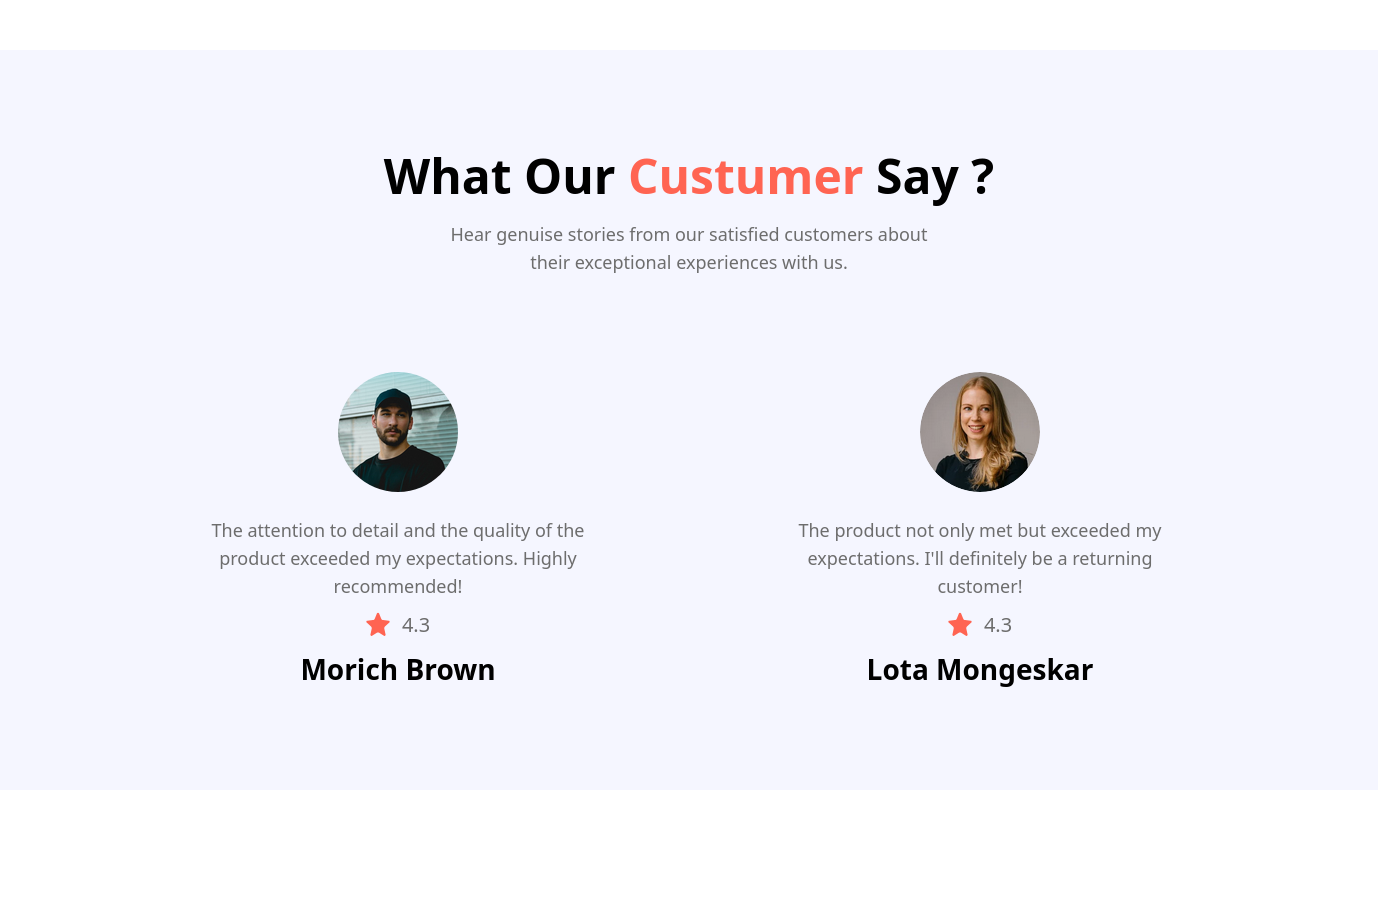 What Our Custumer Say ?
Hear genuise stories from our satisfied customers about
their exceptional experiences with us.
The attention to detail and the quality of the
product exceeded my expectations. Highly
recommended!
4.3
Morich Brown
The product not only met but exceeded my
expectations. I'll definitely be a returning
customer!
4.3
Lota Mongeskar